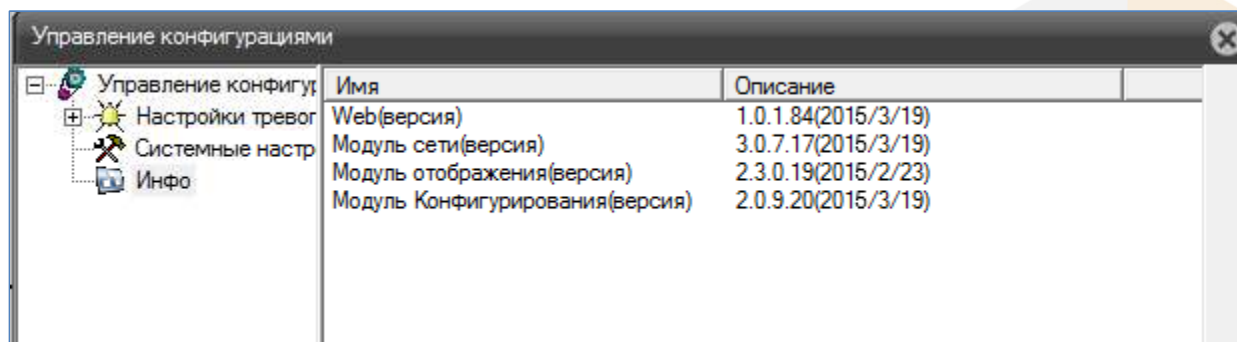 Управление конфигурациями
Управление конфигур
Настройки тревог
Системные настр
Инфо
Имя Описание
Web(версия) 1.0.1.84(2015/3/19)
Модуль сети(версия) 3.0.7.17(2015/3/19)
Модуль отображения(версия) 2.3.0.19(2015/2/23)
Модуль Конфигурирования(версия) 2.0.9.20(2015/3/19)